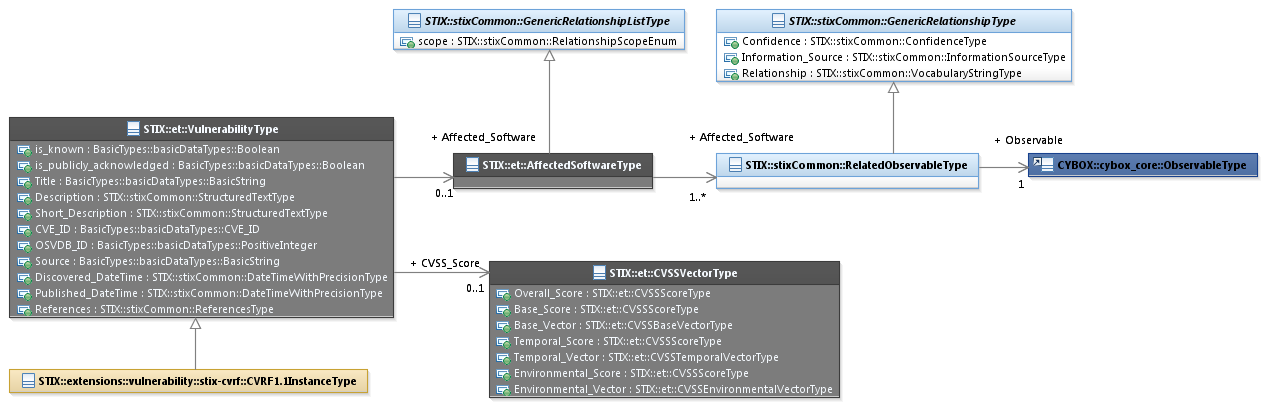 STIX::stixCommon::GenericRelationshipListType
scope : STIX::stixCommon::RelationshipScopeEnum
STIX::stixCommon::GenericRelationshipType
Confidence : STIX::stixCommon::ConfidenceType
Information_Source : STIX::stixCommon::InformationSourceType
Relationship : STIX::stixCommon::VocabularyStringType
STIX::et::VulnerabilityType
is_known : BasicTypes::basicDataTypes::Boolean
is_publicly_acknowledged : BasicTypes::basicDataTypes::Boolean
Title : BasicTypes::basicDataTypes::BasicString
Description : STIX::stixCommon::StructuredTextType
Short_Description : STIX::stixCommon::StructuredTextType
CVE_ID : BasicTypes::basicDataTypes::CVE_ID
OSVDB_ID : BasicTypes::basicDataTypes::PositiveInteger
Source : BasicTypes::basicDataTypes::BasicString
Discovered_DateTime : STIX::stixCommon::DateTimeWithPrecisionType
Published_DateTime : STIX::stixCommon::DateTimeWithPrecisionType
References : STIX::stixCommon::ReferencesType
+ Affected_Software
0..1
STIX::et::AffectedSoftwareType
+ Affected_Software
1..*
STIX::stixCommon::RelatedObservableType
+ Observable
1
CYBOX::cybox_core::ObservableType
+ CVSS_Score
0..1
STIX::et::CVSSVectorType
Overall_Score : STIX::et::CVSSScoreType
Base_Score : STIX::et::CVSSScoreType
Base_Vector : STIX::et::CVSSBaseVectorType
Temporal_Score : STIX::et::CVSSScoreType
Temporal_Vector : STIX::et::CVSSTemporalVectorType
Environmental_Score : STIX::et::CVSSScoreType
Environmental_Vector : STIX::et::CVSSEnvironmentalVectorType
STIX::extensions::vulnerability::stix-cvrf::CVRF1.1InstanceType